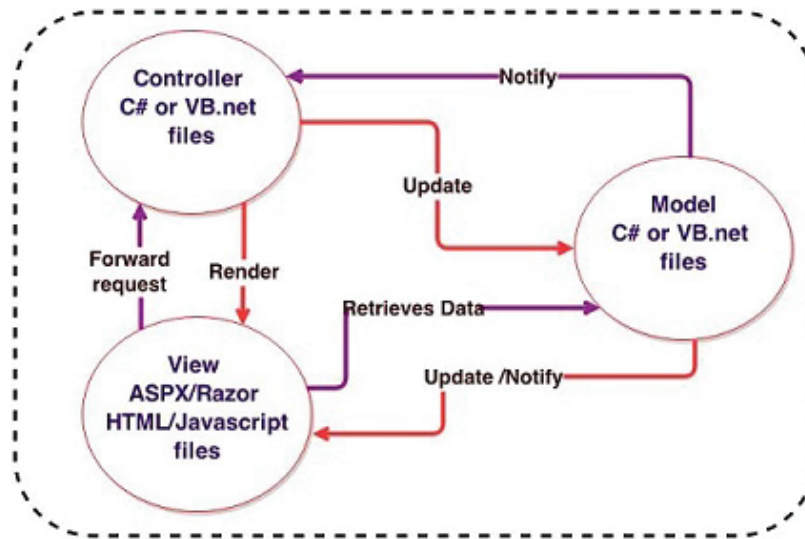 Controller
C# or VB.net
files
Notify
Update
Model
C# or VB.net
files
Forward
request
Render
Retrieves Data
View
ASPX/Razor
HTML/Javascript
files
Update /Notify